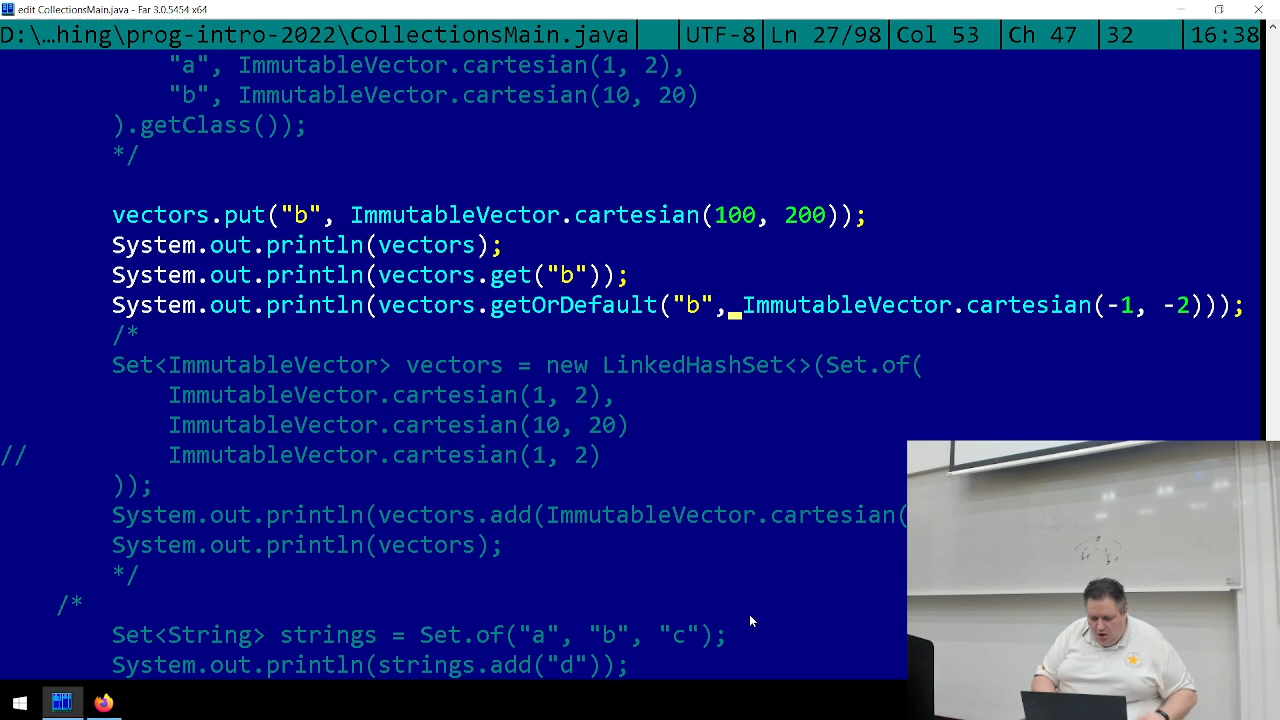 edit CollectionsMain.java - Far 3.0.5454 x64
D:\…hing\prog-intro-2022\CollectionsMain.java UTF-8 Ln 27/98 Col 53 Ch 47 32 16:38
"a", ImmutableVector.cartesian(1, 2),
"b", ImmutableVector.cartesian(10, 20)
).getClass());
*/
vectors.put("b", ImmutableVector.cartesian(100, 200));
System.out.println(vectors);
System.out.println(vectors.get("b"));
System.out.println(vectors.getOrDefault("b", ImmutableVector.cartesian(-1, -2)));
/*
Set<ImmutableVector> vectors = new LinkedHashSet<>(Set.of(
ImmutableVector.cartesian(1, 2),
ImmutableVector.cartesian(10, 20)
// ImmutableVector.cartesian(1, 2)
));
System.out.println(vectors.add(ImmutableVector.cartesian(
System.out.println(vectors);
*/
/*
Set<String> strings = Set.of("a", "b", "c");
System.out.println(strings.add("d"));